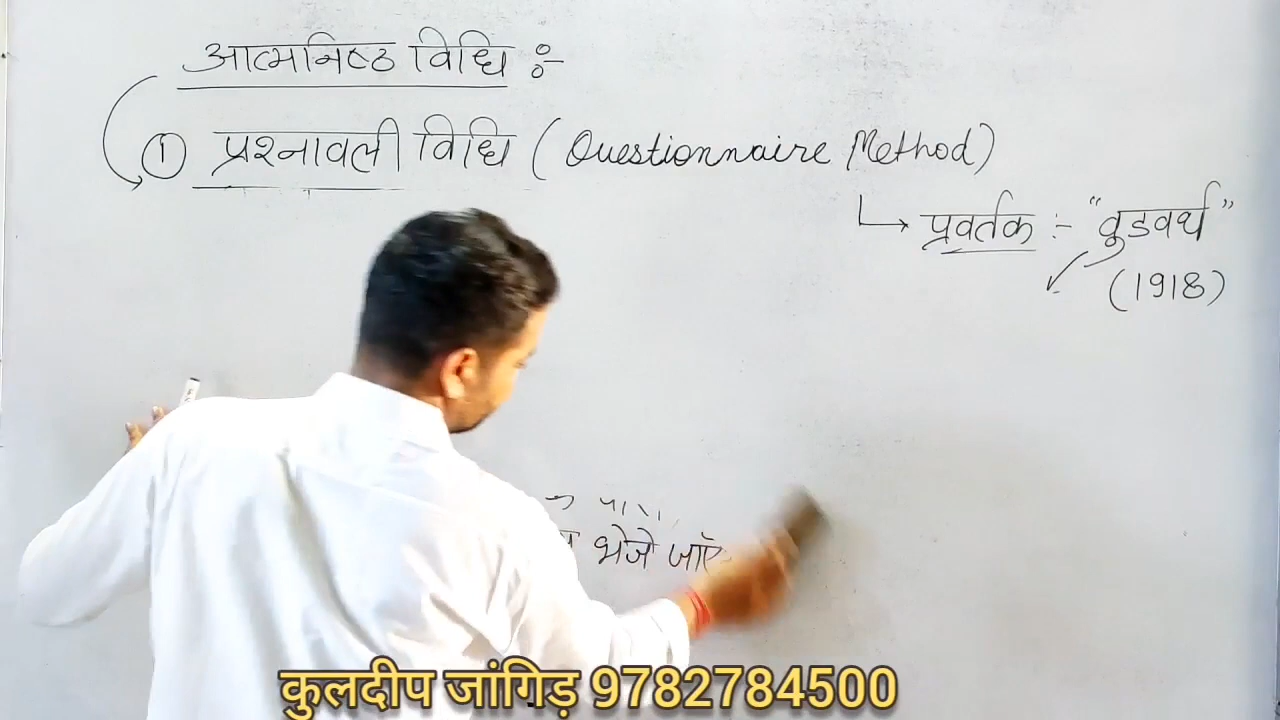 आत्मनिष्ठ विधि :-
① प्रश्नावली विधि (Questionnaire Method)
प्रवर्तक :- "वुडवर्थ"
(1918)
भेजे जाएँ
कुलदीप जांगिड़ 9782784500